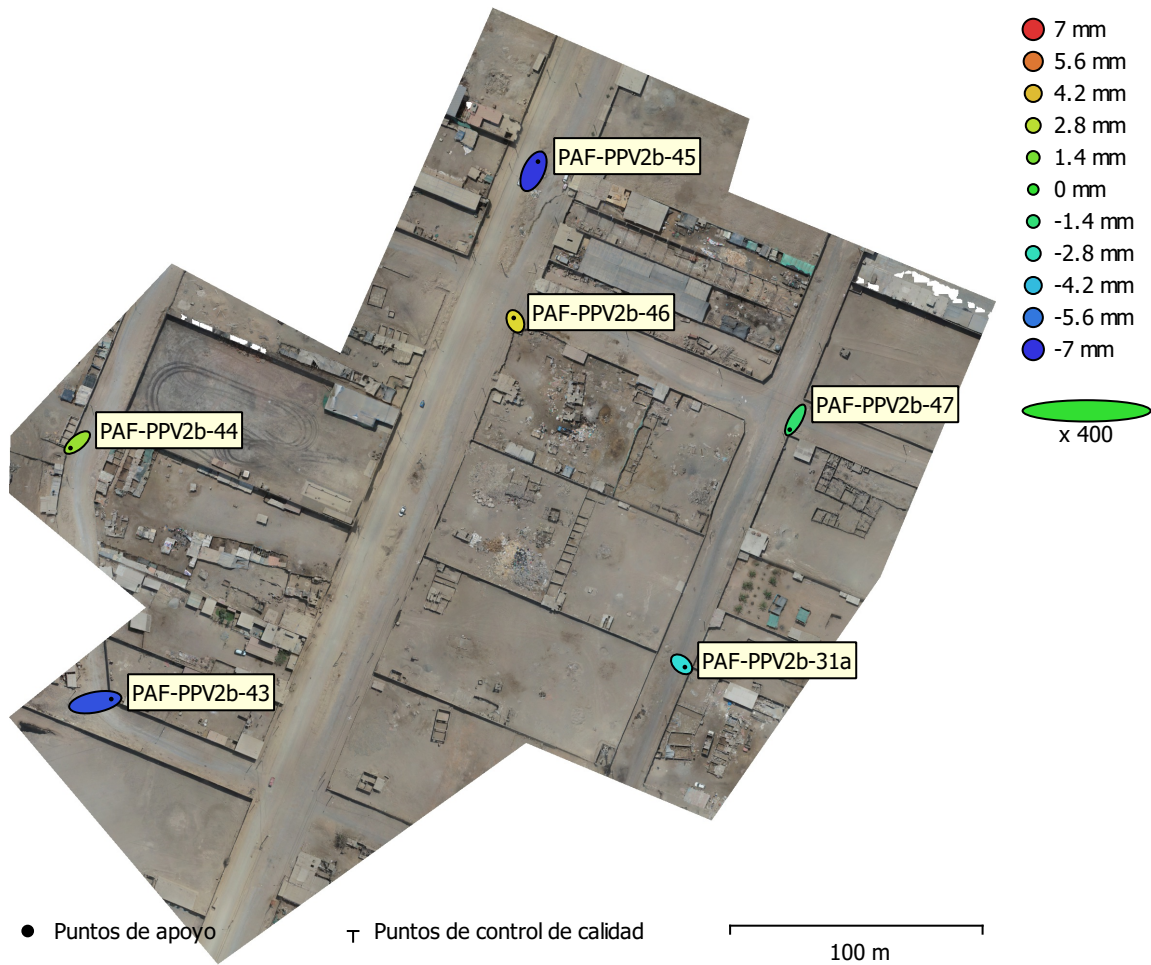 7 mm
5.6 mm
4.2 mm
2.8 mm
1.4 mm
0 mm
-1.4 mm
-2.8 mm
-4.2 mm
-5.6 mm
-7 mm
x 400
PAF-PPV2b-45
PAF-PPV2b-46
PAF-PPV2b-47
PAF-PPV2b-44
PAF-PPV2b-31a
PAF-PPV2b-43
Puntos de apoyo
Puntos de control de calidad
100 m